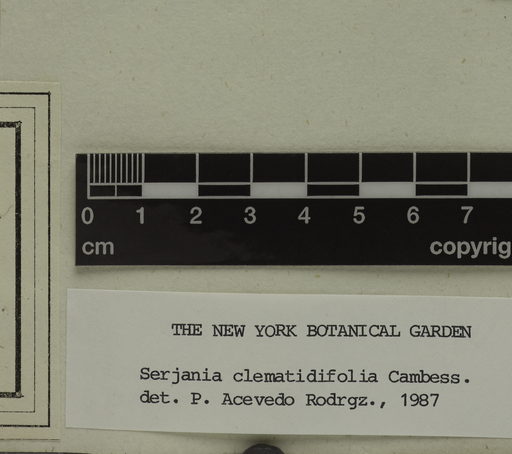 0 1 2 3 4 5 6 7
cm copyrig
THE NEW YORK BOTANICAL GARDEN
Serjania clematidifolia Cambess.
det. P. Acevedo Rodrgz., 1987